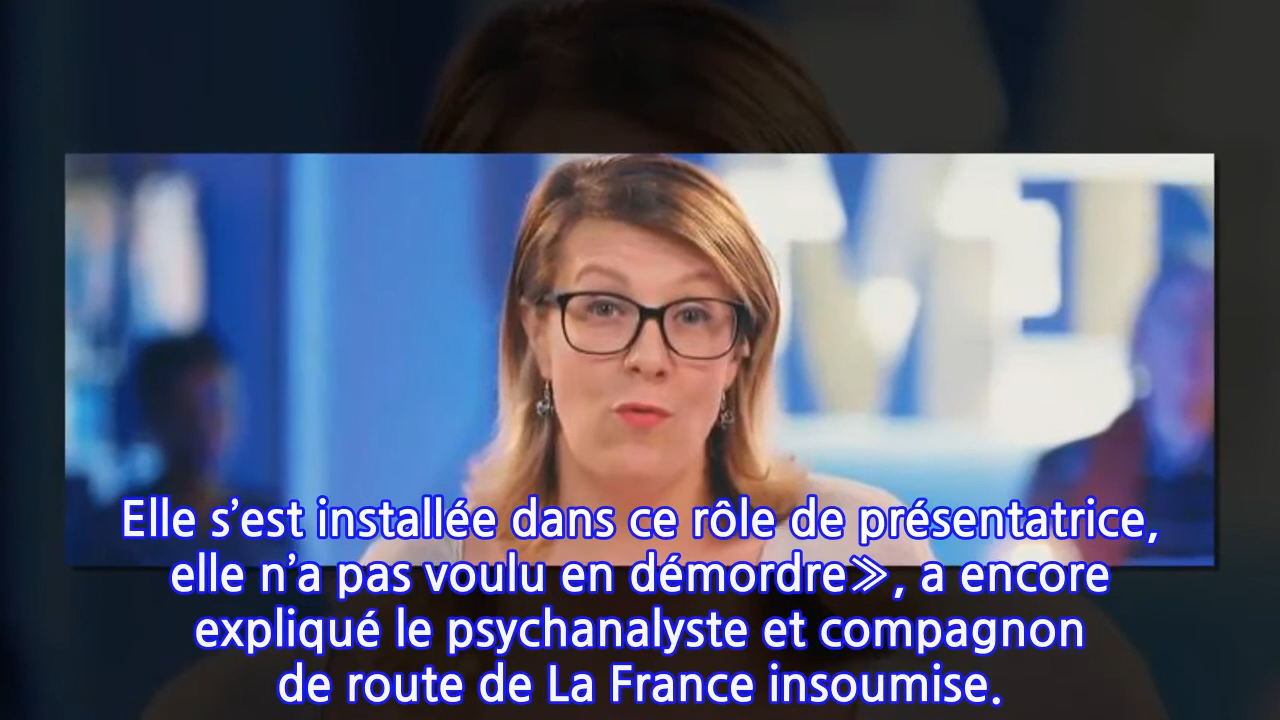 Elle s’est installée dans ce rôle de présentatrice,
elle n’a pas voulu en démordre≫, a encore
expliqué le psychanalyste et compagnon
de route de La France insoumise.